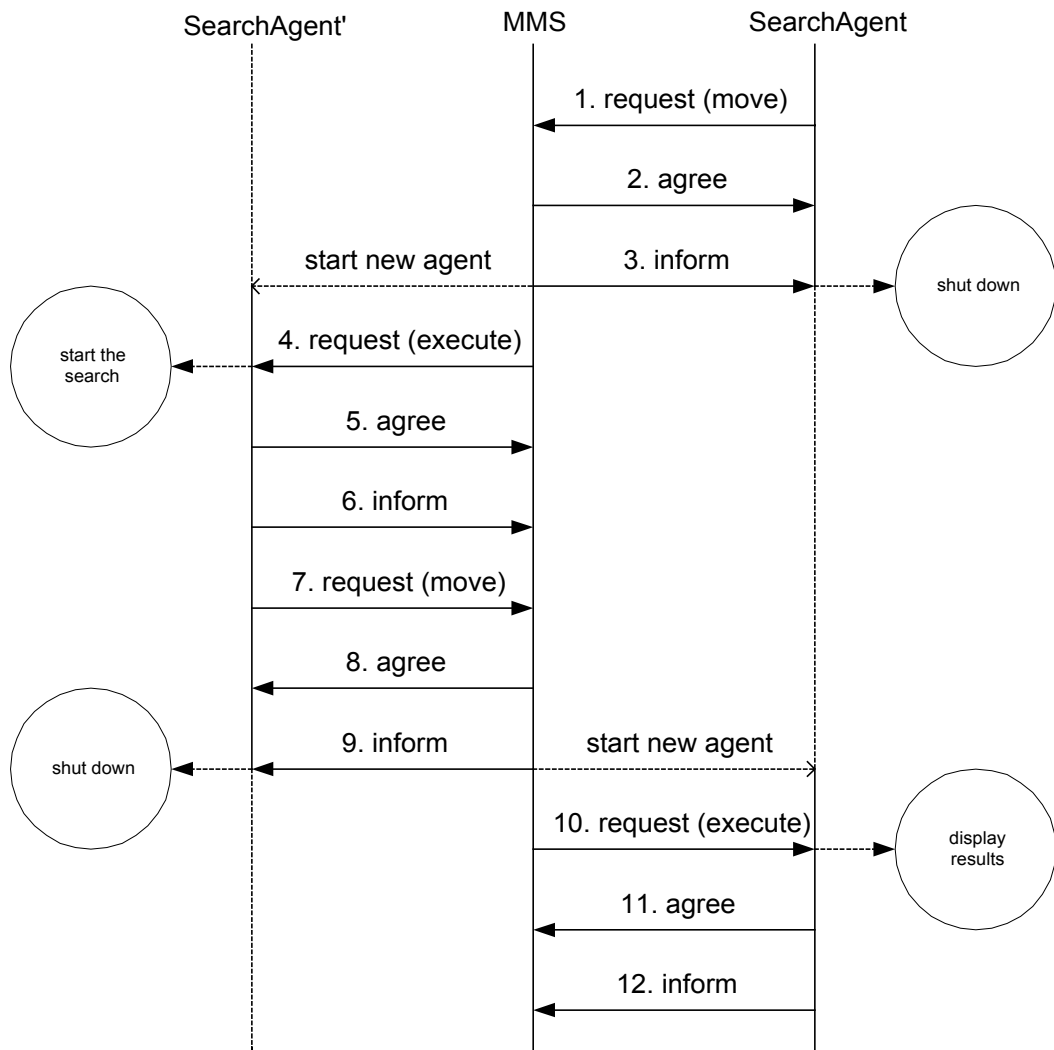 SearchAgent'
MMS
SearchAgent
1. request (move)
2. agree
start new agent
3. inform
shut down
4. request (execute)
start the
search
5. agree
6. inform
7. request (move)
8. agree
9. inform
start new agent
shut down
10. request (execute)
display
results
11. agree
12. inform